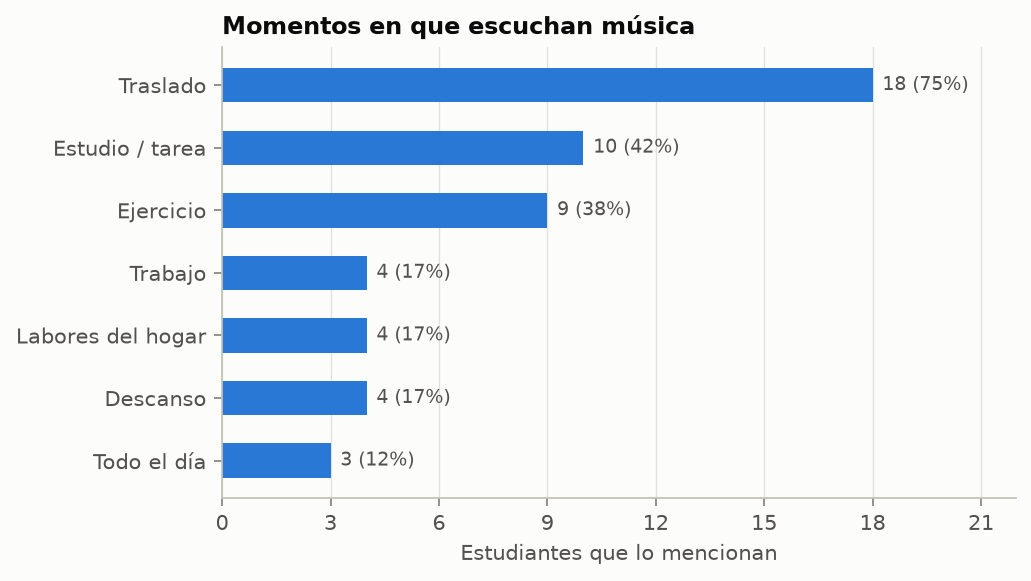 Momentos en que escuchan música
Traslado 18 (75%)
Estudio / tarea 10 (42%)
Ejercicio 9 (38%)
Trabajo 4 (17%)
Labores del hogar 4 (17%)
Descanso 4 (17%)
Todo el día 3 (12%)
0 3 6 9 12 15 18 21
Estudiantes que lo mencionan